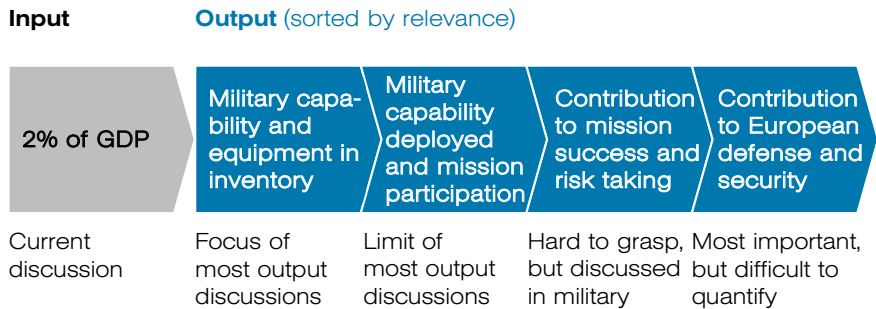 Input
Output (sorted by relevance)
2% of GDP
Military capa-
bility and
equipment in
inventory
Military
capability
deployed
and mission
participation
Contribution
to mission
success and
risk taking
Contribution
to European
defense and
security
Current
discussion
Focus of
most output
discussions
Limit of
most output
discussions
Hard to grasp,
but discussed
in military
Most important,
but difficult to
quantify